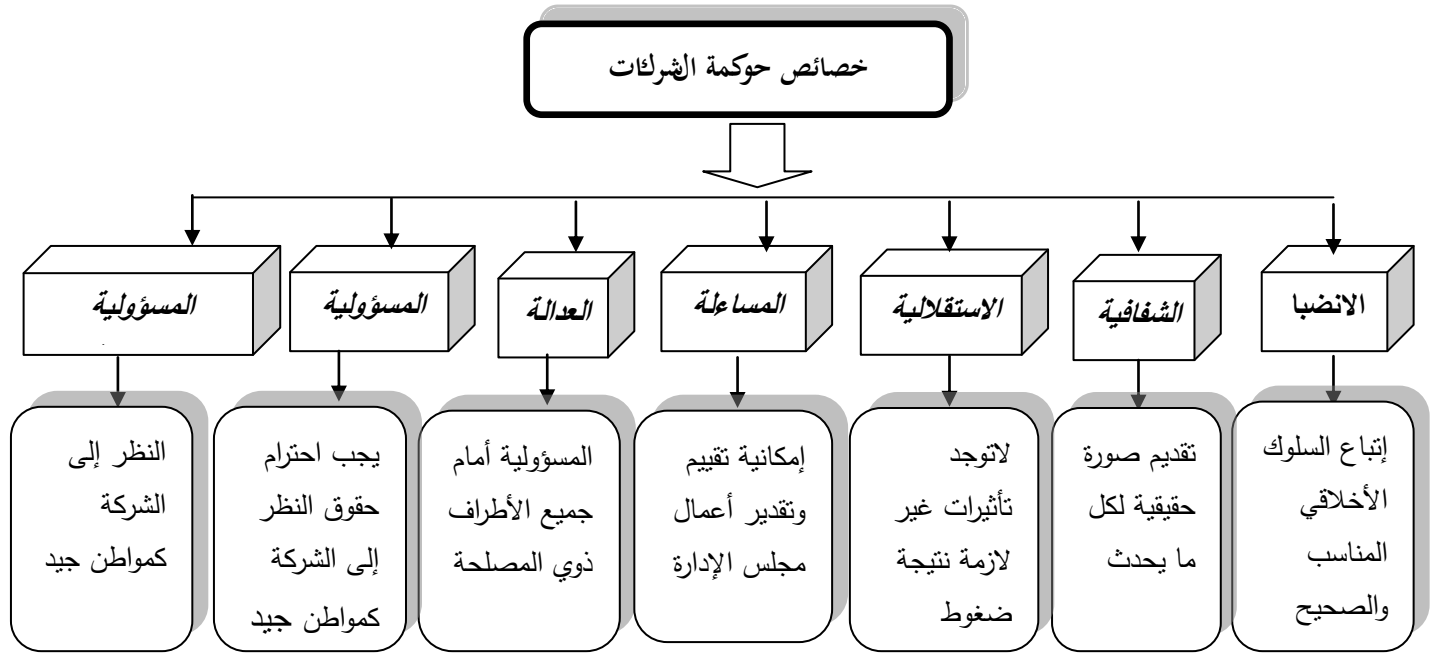 خصائص حوكمة الشركات
الانضبا
الشفافية
الاستقلالية
المساءلة
العدالة
المسؤولية
المسؤولية
إتباع السلوك
الأخلاقي
المناسب
والصحيح
تقديم صورة
حقيقية لكل
ما يحدث
لاتوجد
تأثيرات غير
لازمة نتيجة
ضغوط
إمكانية تقييم
وتقدير أعمال
مجلس الإدارة
المسؤولية أمام
جميع الأطراف
ذوي المصلحة
يجب احترام
حقوق النظر
إلى الشركة
كمواطن جيد
النظر إلى
الشركة
كمواطن جيد